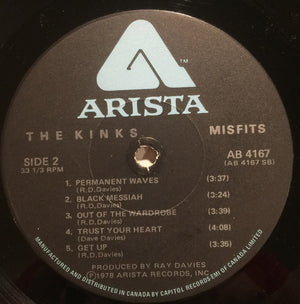 TM
ARISTA
THE KINKS
MISFITS
SIDE 2
33 1/3 RPM
AB 4167
(AB 4167 SB)
1. PERMANENT WAVES (3:37)
(R.D.Davies)
2. BLACK MESSIAH (3:24)
(R.D.Davies)
3. OUT OF THE WARDROBE (3:39)
(R.D.Davies)
4. TRUST YOUR HEART (4:08)
(Dave Davies)
5. GET UP (3:35)
(R.D.Davies)
PRODUCED BY RAY DAVIES
℗1978 ARISTA RECORDS, INC.
MANUFACTURED AND DISTRIBUTED IN CANADA BY CAPITOL RECORDS-EMI OF CANADA LIMITED